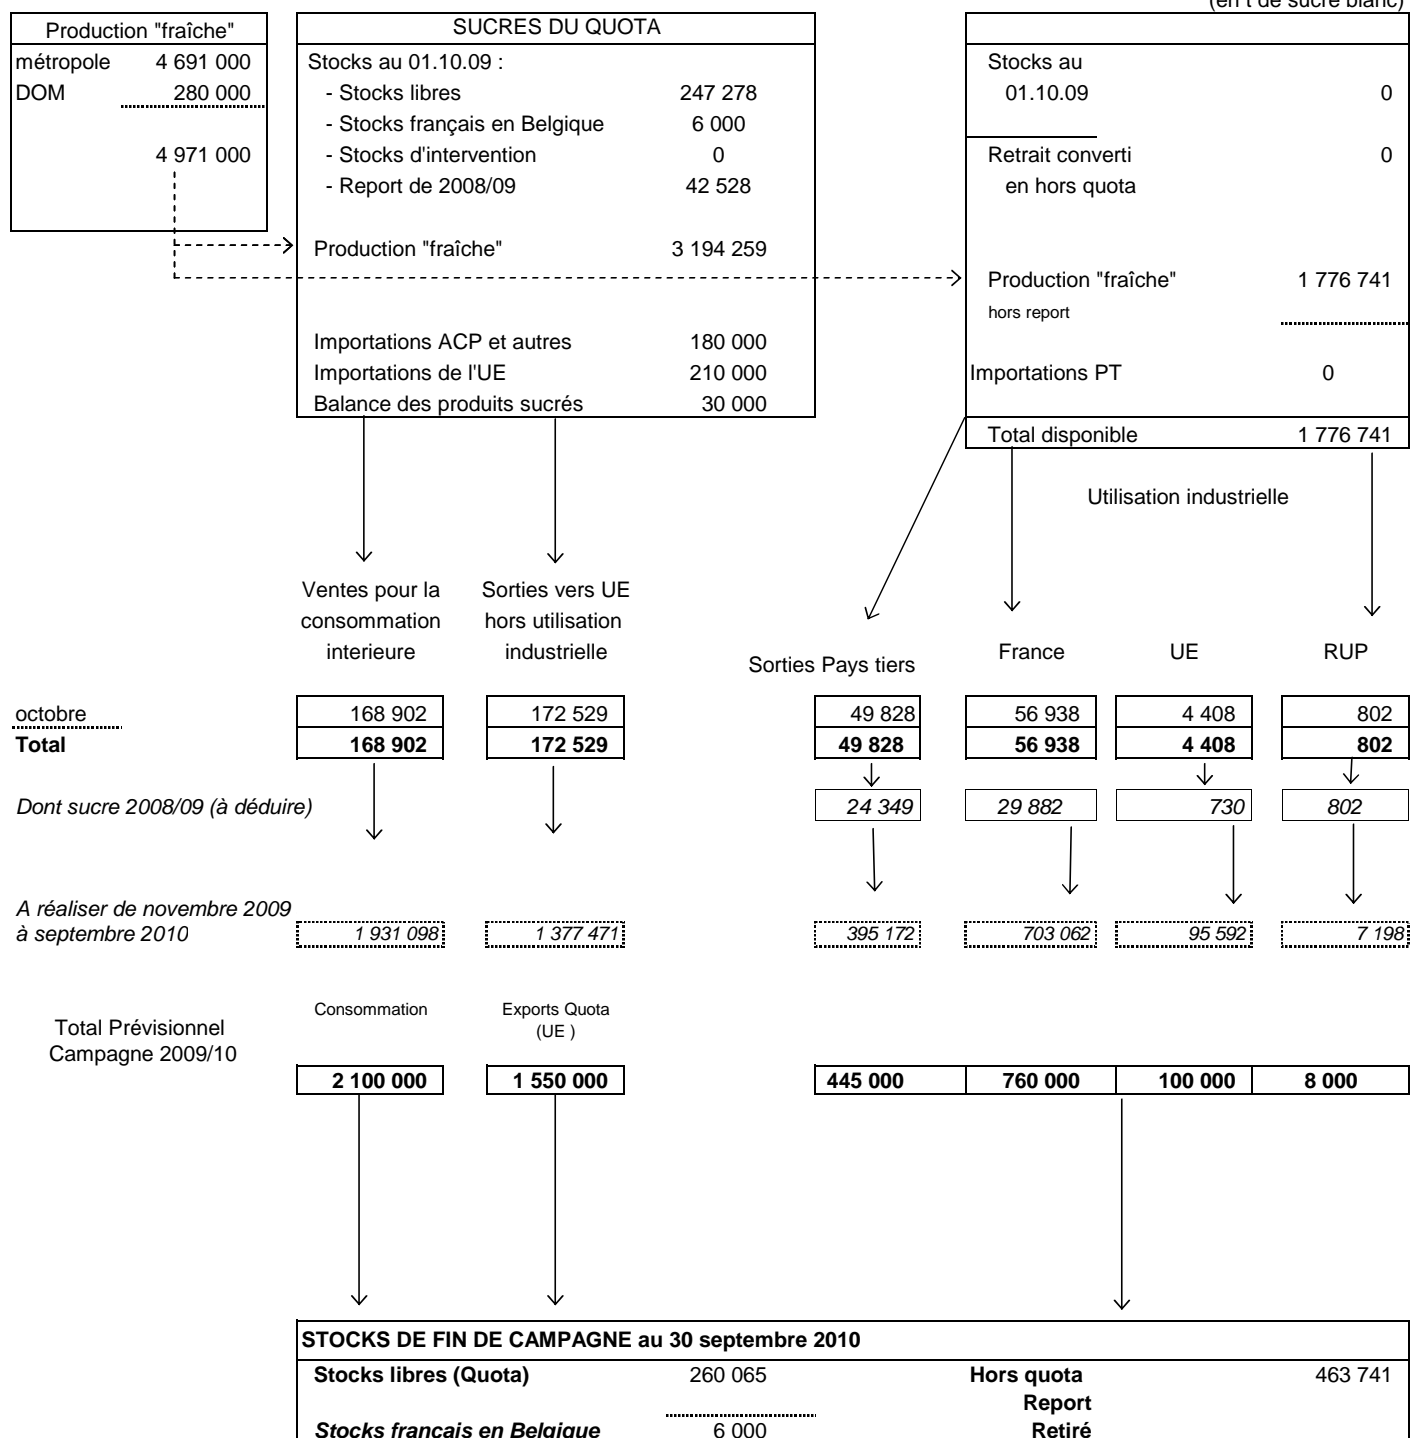 (en t de sucre blanc)
Production "fraîche"
métropole 4 691 000
DOM 280 000
4 971 000
SUCRES DU QUOTA
Stocks au 01.10.09 :
- Stocks libres 247 278
- Stocks français en Belgique 6 000
- Stocks d'intervention 0
- Report de 2008/09 42 528
Production "fraîche" 3 194 259
Importations ACP et autres 180 000
Importations de l'UE 210 000
Balance des produits sucrés 30 000
Stocks au
01.10.09 0
Retrait converti 0
en hors quota
Production "fraîche" 1 776 741
hors report
Importations PT 0
Total disponible 1 776 741
Utilisation industrielle
Ventes pour la
consommation
interieure
Sorties vers UE
hors utilisation
industrielle
Sorties Pays tiers
France
UE
RUP
octobre 168 902 172 529 49 828 56 938 4 408 802
Total 168 902 172 529 49 828 56 938 4 408 802
Dont sucre 2008/09 (à déduire) 24 349 29 882 730 802
A réaliser de novembre 2009
à septembre 2010 1 931 098 1 377 471 395 172 703 062 95 592 7 198
Consommation
Exports Quota
(UE )
Total Prévisionnel
Campagne 2009/10
2 100 000 1 550 000 445 000 760 000 100 000 8 000
STOCKS DE FIN DE CAMPAGNE au 30 septembre 2010
Stocks libres (Quota) 260 065 Hors quota 463 741
Report
Stocks français en Belgique 6 000 Retiré